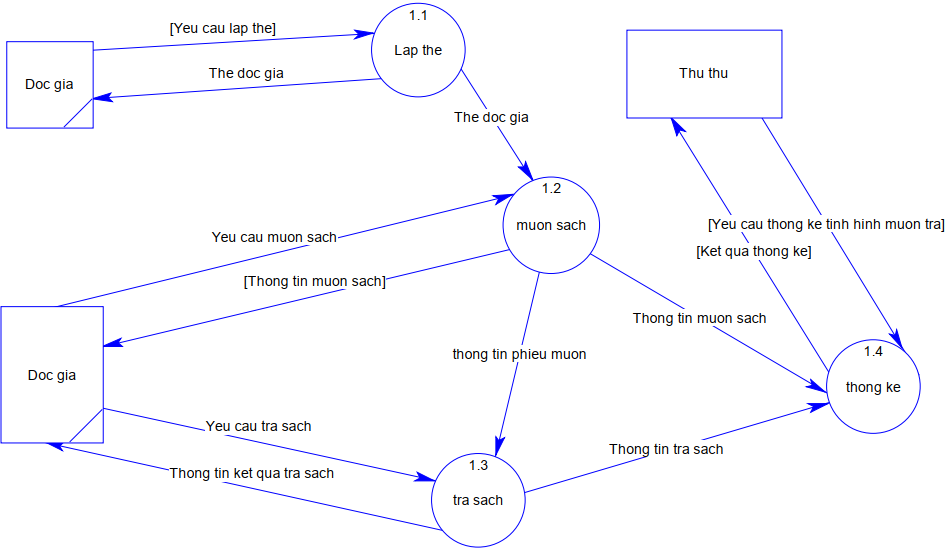 1.1
[Yeu cau lap the]
Lap the
Doc gia
The doc gia
Thu thu
The doc gia
1.2
muon sach
Yeu cau muon sach
[Yeu cau thong ke tinh hinh muon tra]
[Ket qua thong ke]
[Thong tin muon sach]
Thong tin muon sach
thong tin phieu muon
1.4
thong ke
Doc gia
Yeu cau tra sach
Thong tin tra sach
Thong tin ket qua tra sach
1.3
tra sach